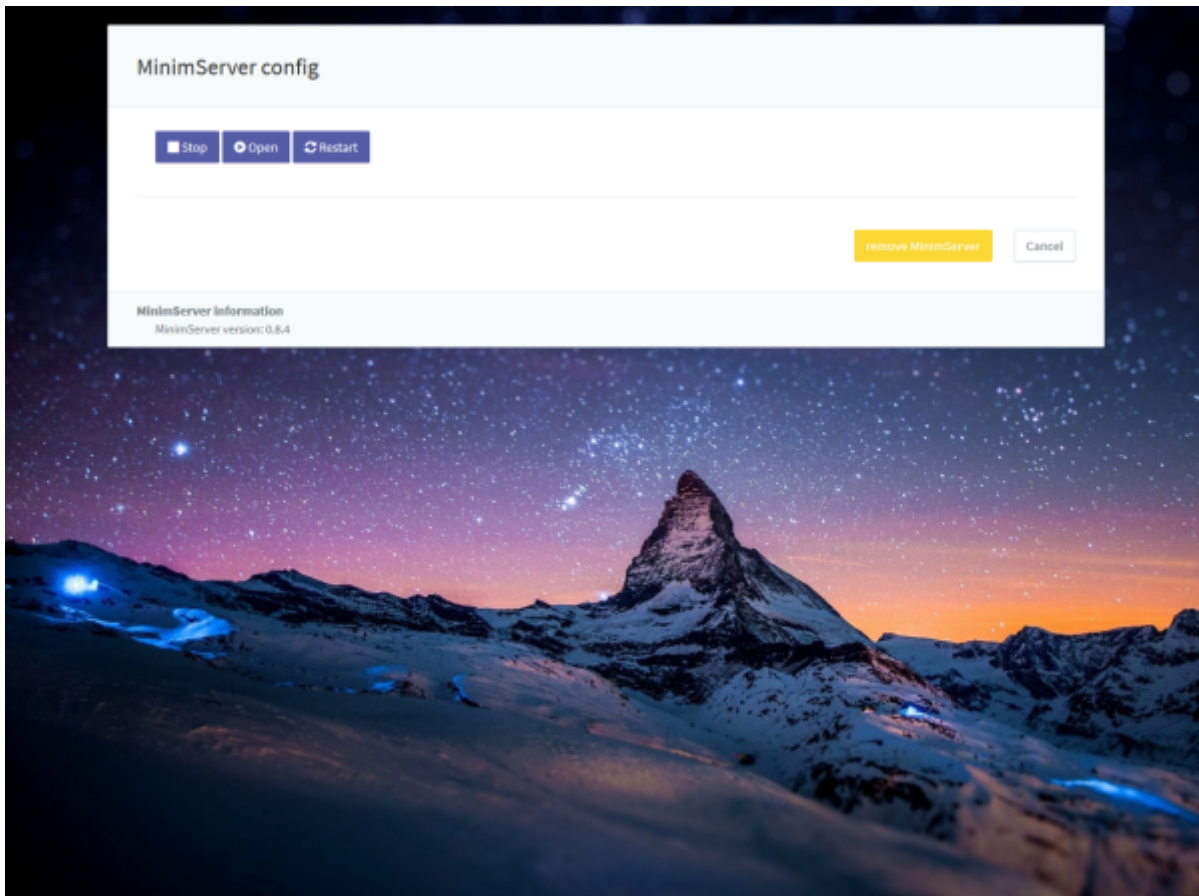 MinimServer config
Stop Open Restart
remove MinimServer Cancel
MinimServer information
MinimServer version: 0.8.4